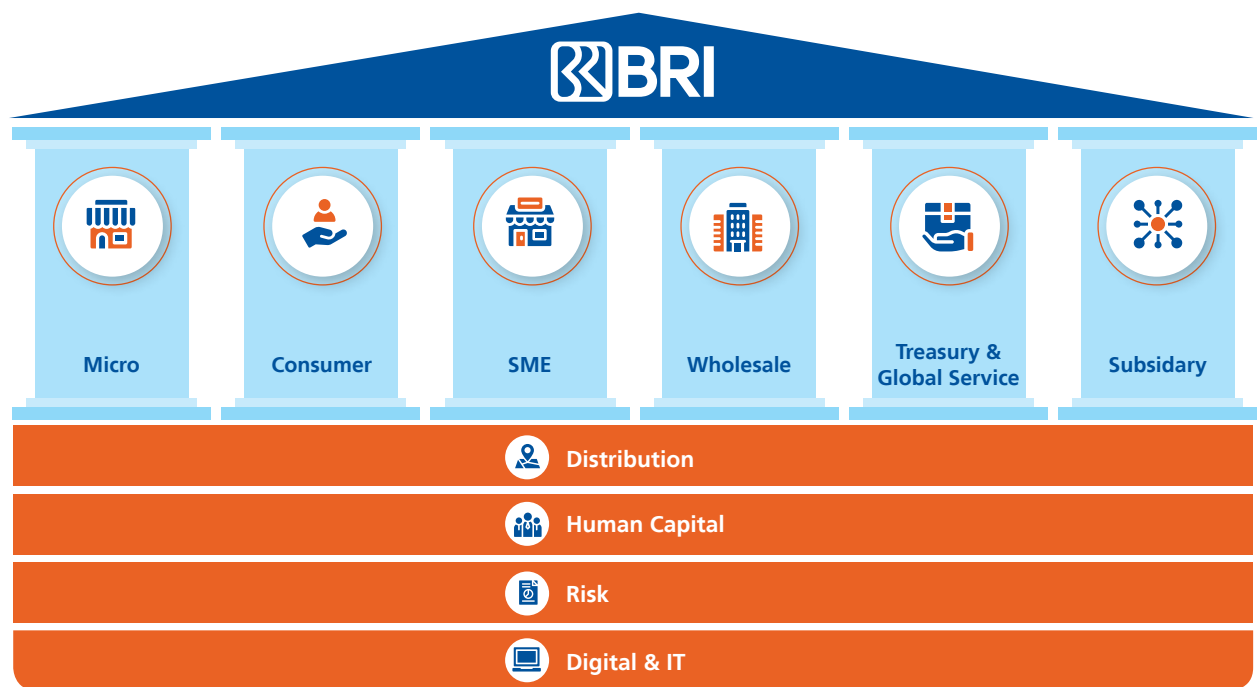 BRI
Micro
Consumer
SME
Wholesale
Treasury &
Global Service
Subsidary
Distribution
Human Capital
Risk
Digital & IT